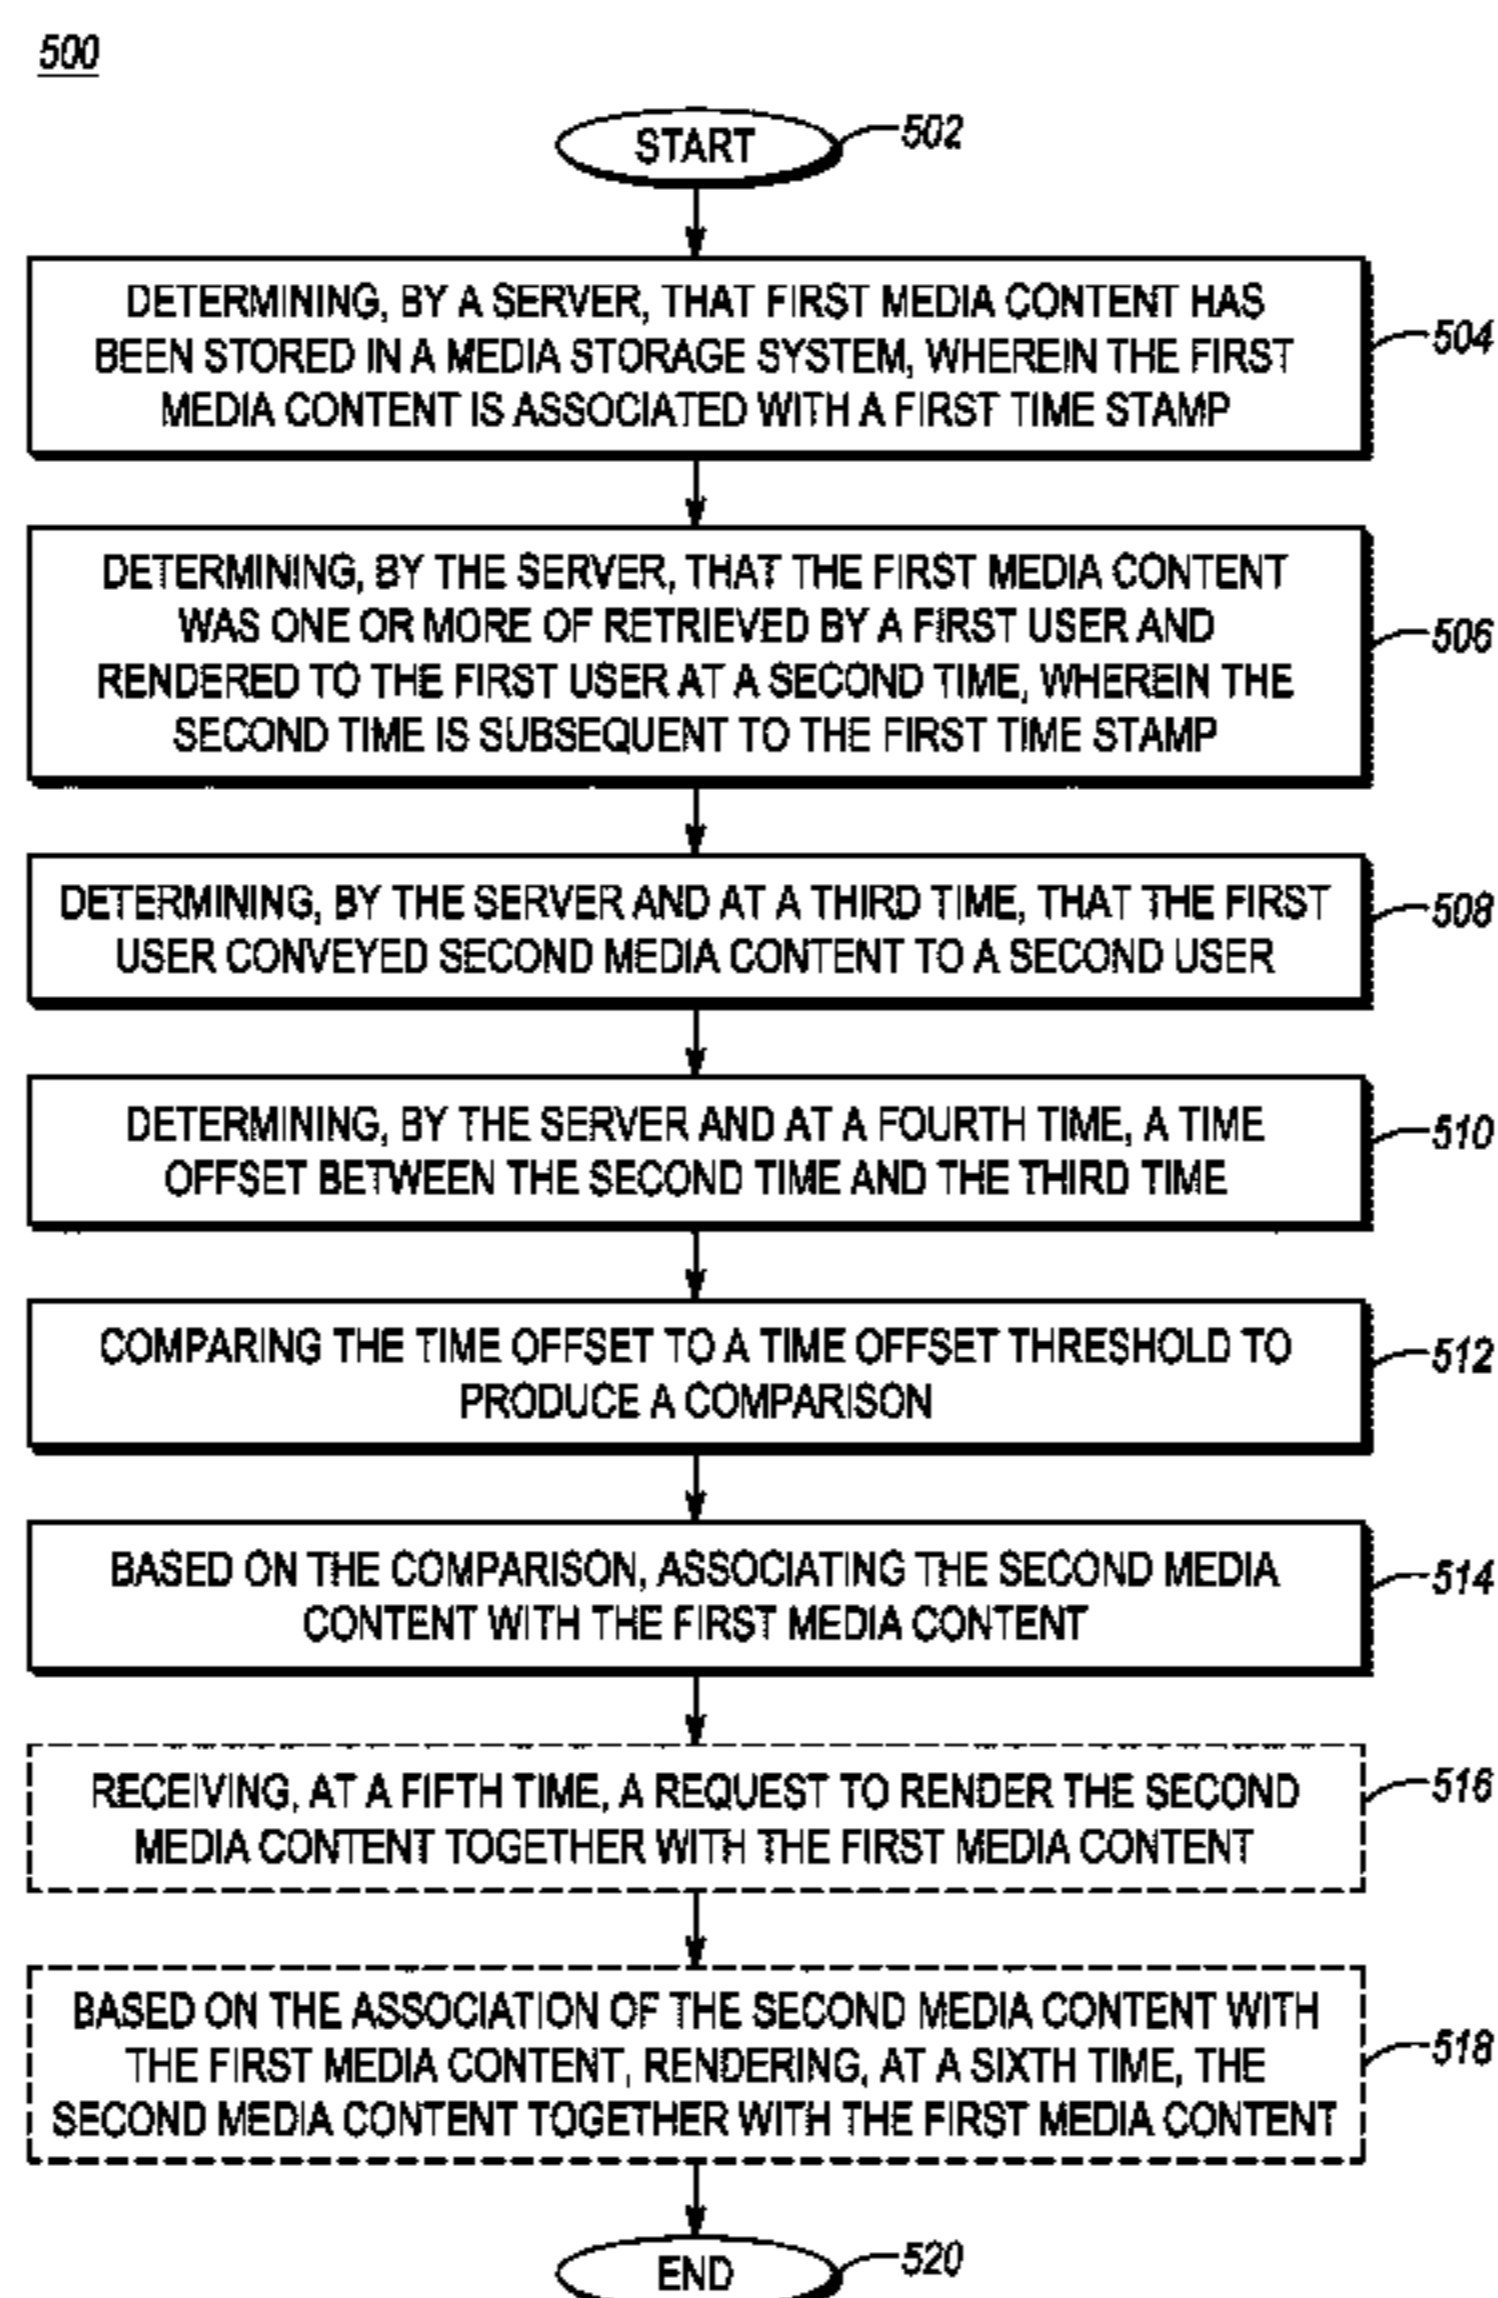 500
START
502
DETERMINING, BY A SERVER, THAT FIRST MEDIA CONTENT HAS
BEEN STORED IN A MEDIA STORAGE SYSTEM, WHEREIN THE FIRST
MEDIA CONTENT IS ASSOCIATED WITH A FIRST TIME STAMP
504
DETERMINING, BY THE SERVER, THAT THE FIRST MEDIA CONTENT
WAS ONE OR MORE OF RETRIEVED BY A FIRST USER AND
RENDERED TO THE FIRST USER AT A SECOND TIME, WHEREIN THE
SECOND TIME IS SUBSEQUENT TO THE FIRST TIME STAMP
506
DETERMINING, BY THE SERVER AND AT A THIRD TIME, THAT THE FIRST
USER CONVEYED SECOND MEDIA CONTENT TO A SECOND USER
508
DETERMINING, BY THE SERVER AND AT A FOURTH TIME, A TIME
OFFSET BETWEEN THE SECOND TIME AND THE THIRD TIME
510
COMPARING THE TIME OFFSET TO A TIME OFFSET THRESHOLD TO
PRODUCE A COMPARISON
512
BASED ON THE COMPARISON, ASSOCIATING THE SECOND MEDIA
CONTENT WITH THE FIRST MEDIA CONTENT
514
RECEIVING, AT A FIFTH TIME, A REQUEST TO RENDER THE SECOND
MEDIA CONTENT TOGETHER WITH THE FIRST MEDIA CONTENT
516
BASED ON THE ASSOCIATION OF THE SECOND MEDIA CONTENT WITH
THE FIRST MEDIA CONTENT, RENDERING, AT A SIXTH TIME, THE
SECOND MEDIA CONTENT TOGETHER WITH THE FIRST MEDIA CONTENT
518
END
520